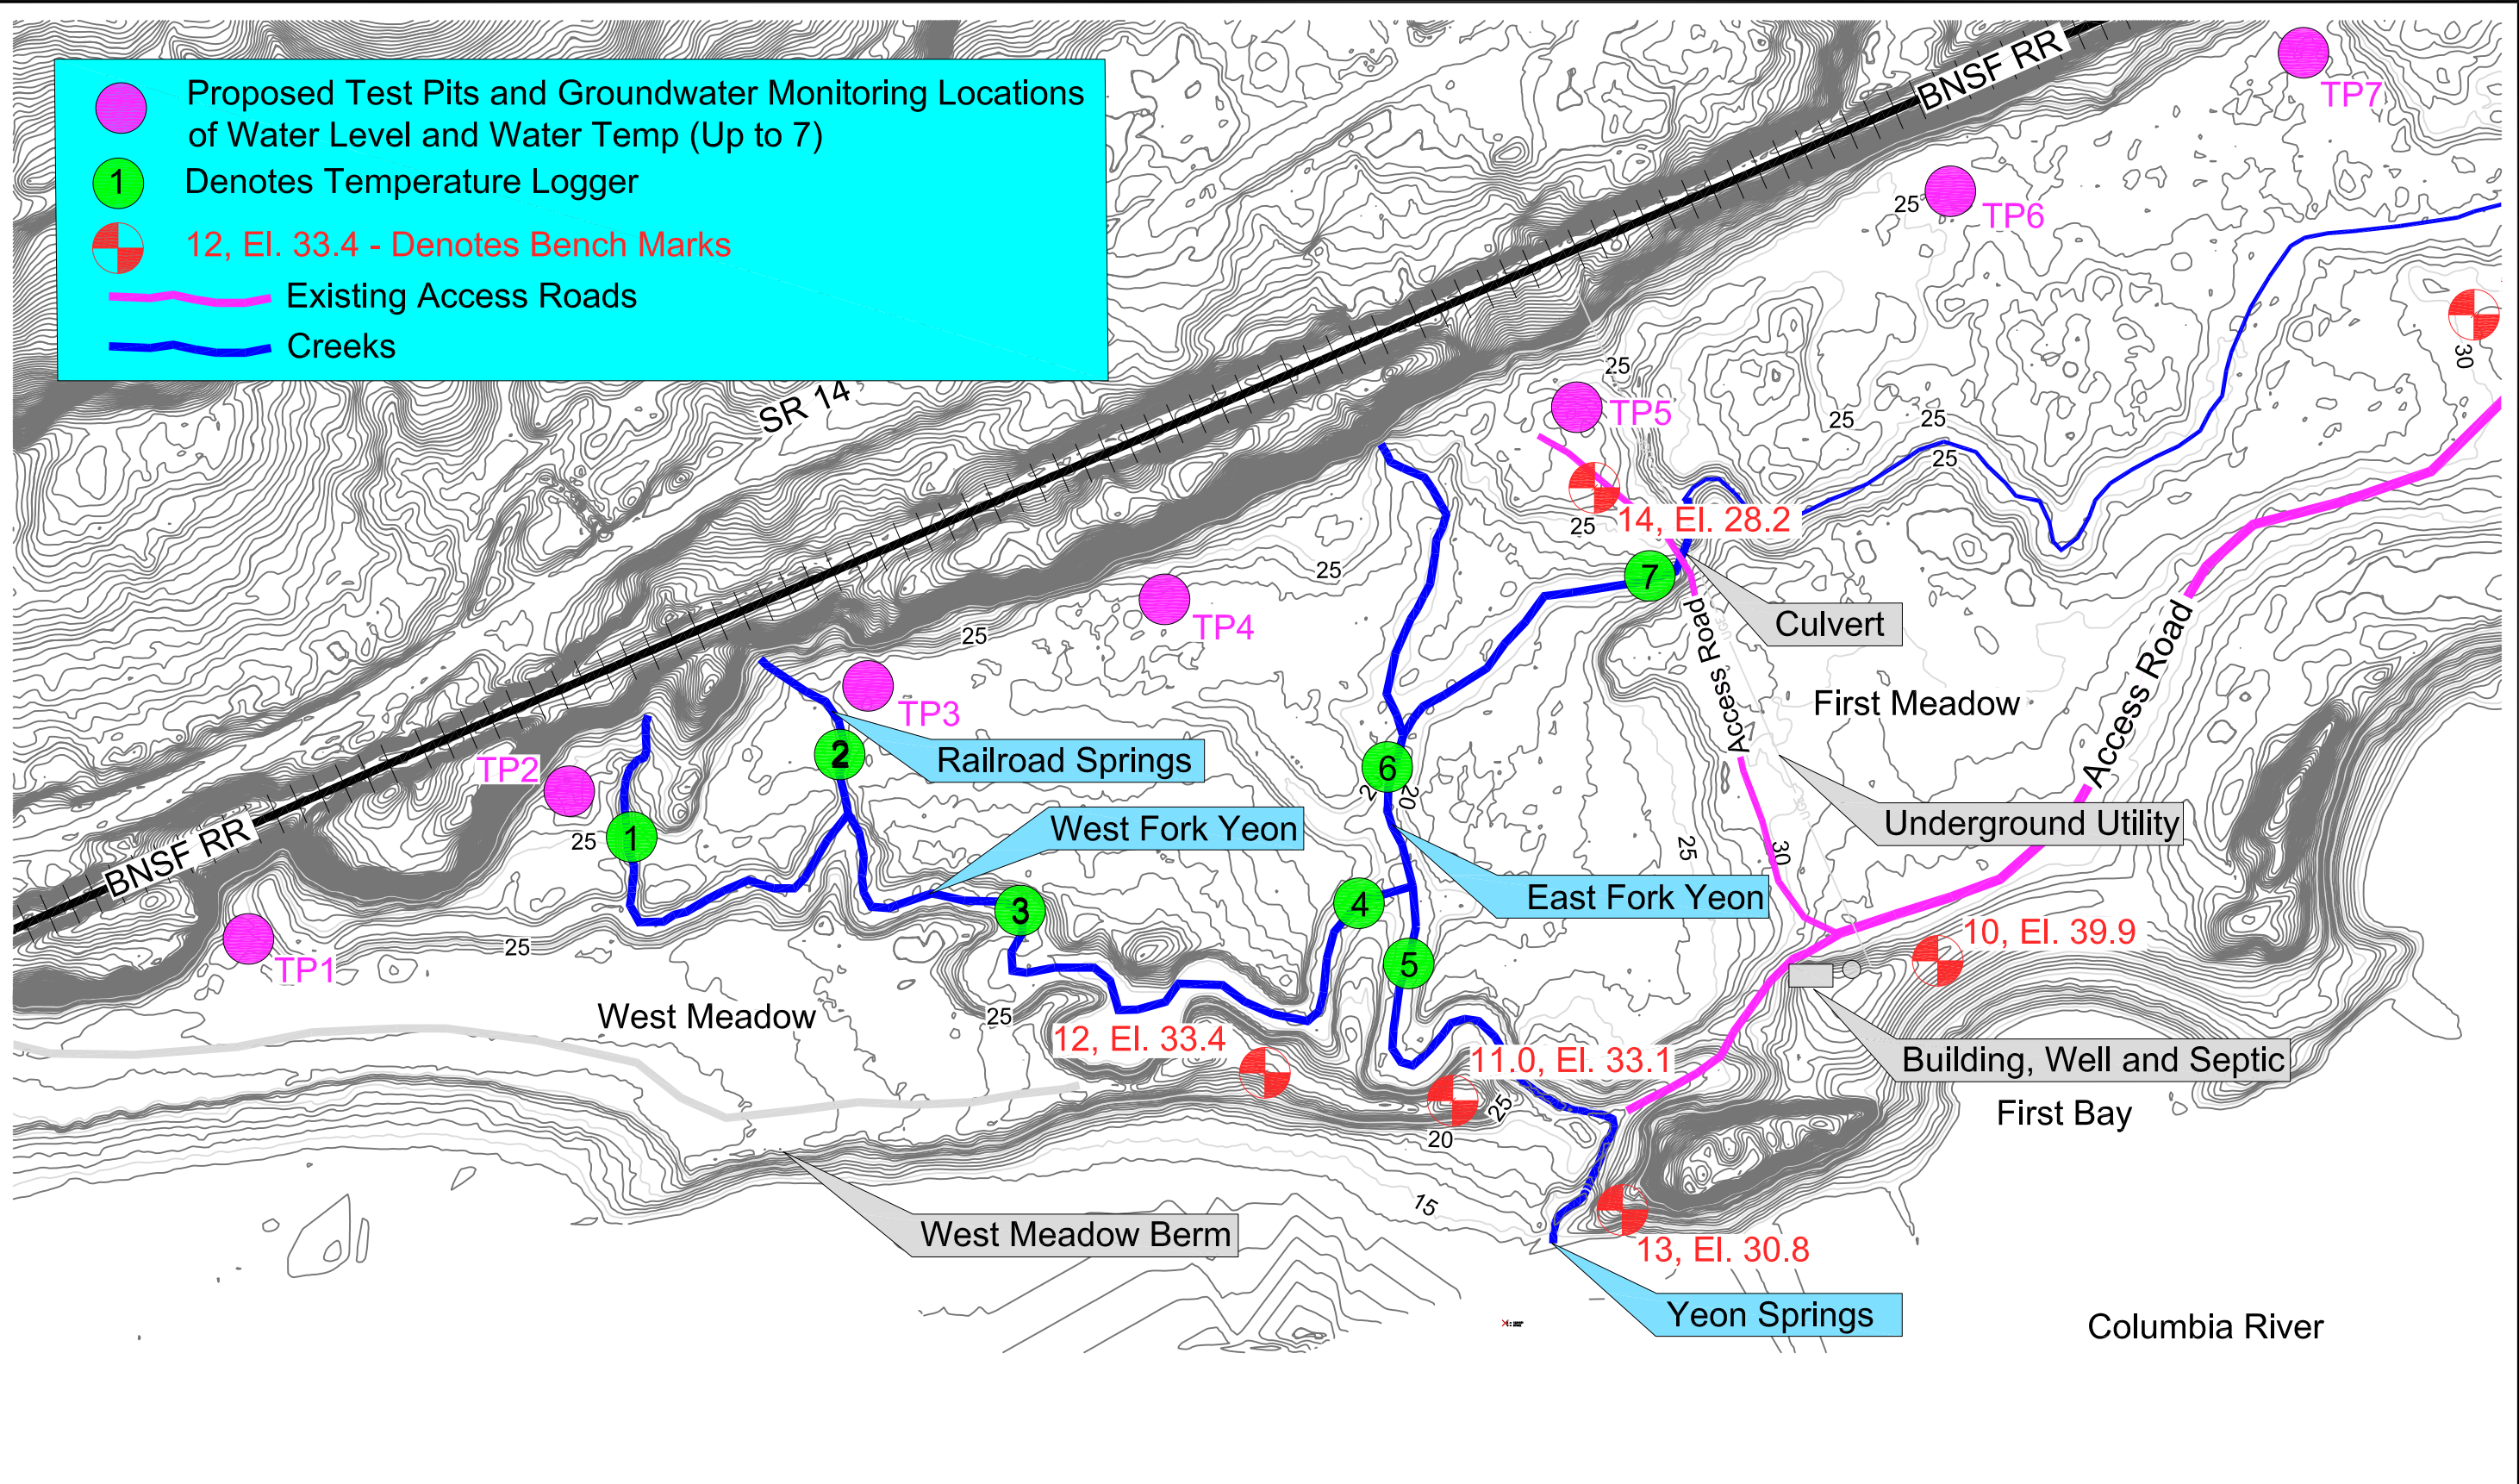 Proposed Test Pits and Groundwater Monitoring Locations
of Water Level and Water Temp (Up to 7)
1
Denotes Temperature Logger
12, El. 33.4 - Denotes Bench Marks
Existing Access Roads
Creeks
BNSF RR
TP7
25
TP6
30
SR 14
25
TP5
25
25
25
25
14, El. 28.2
25
7
Culvert
TP4
25
Access Road
Access Road
First Meadow
TP3
Railroad Springs
2
6
20
TP2
25
1
West Fork Yeon
Underground Utility
25
30
BNSF RR
East Fork Yeon
3
4
5
10, El. 39.9
TP1
25
West Meadow
25
12, El. 33.4
11.0, El. 33.1
Building, Well and Septic
25
20
First Bay
15
West Meadow Berm
13, El. 30.8
Yeon Springs
Columbia River